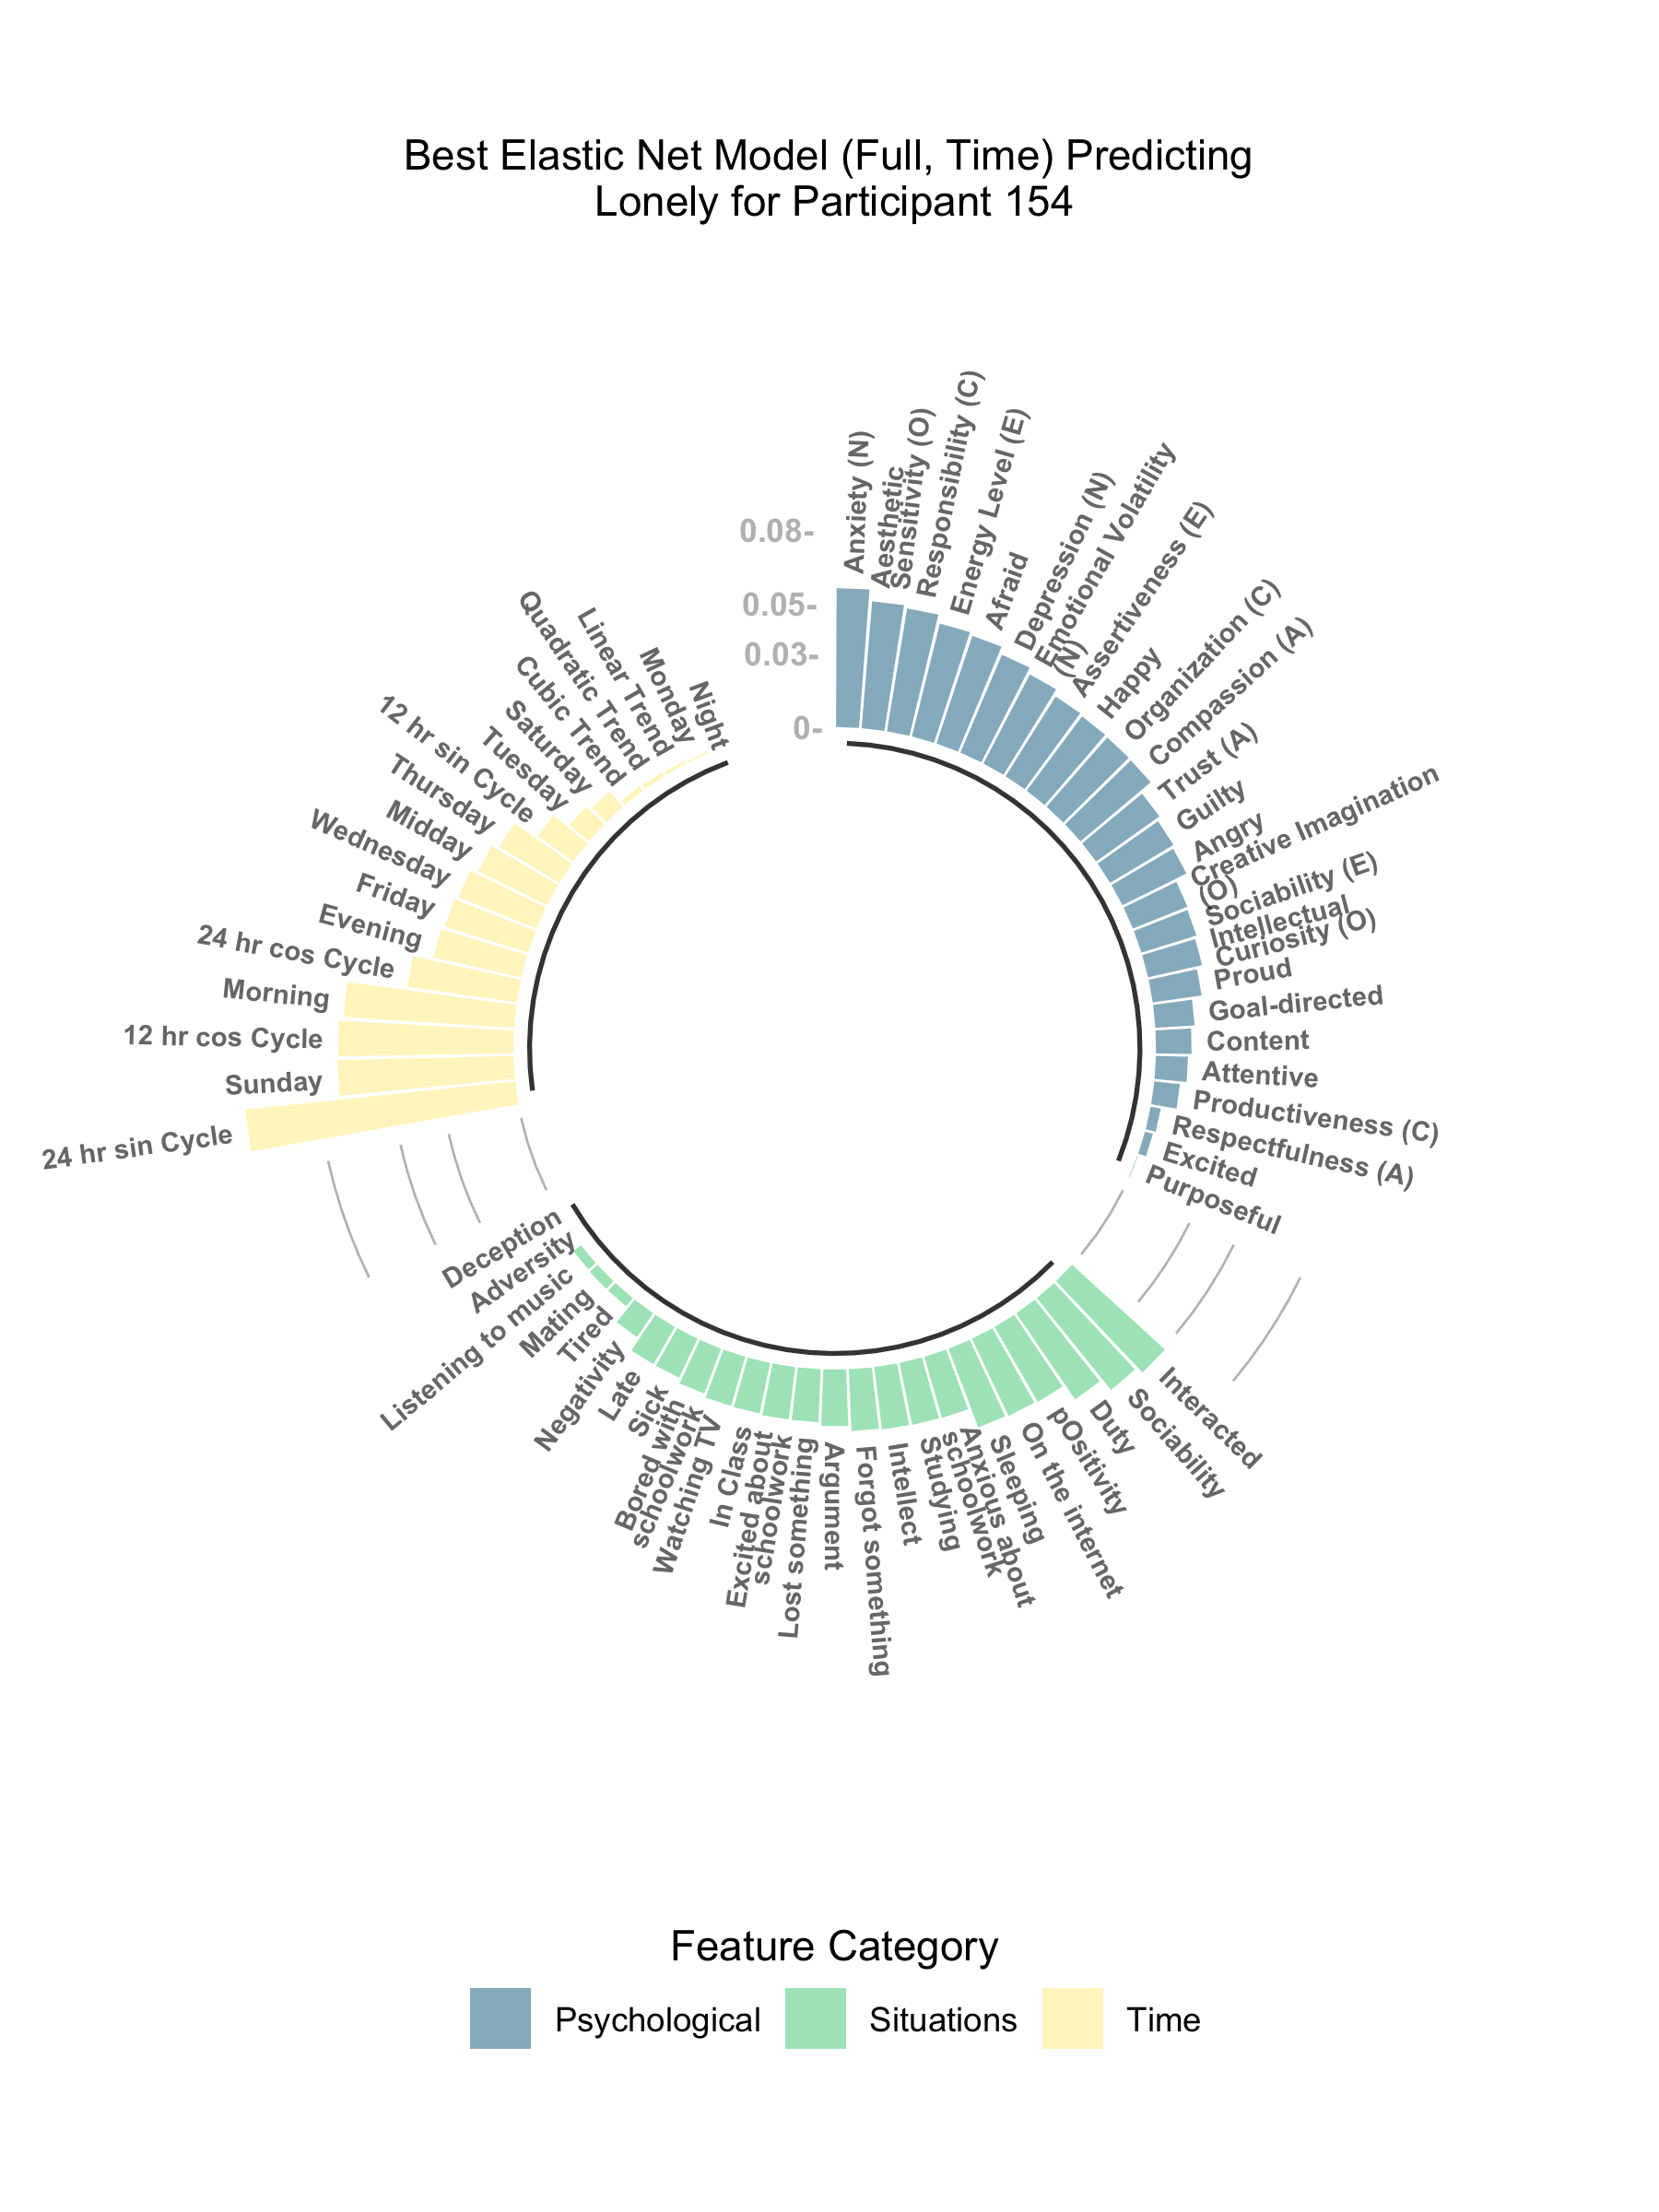 Best Elastic Net Model (Full, Time) Predicting
Lonely for Participant 154
0.08-
0.05-
0.03-
0-
Anxiety (N)
Aesthetic
Sensitivity (O)
Responsibility (C)
Energy Level (E)
Afraid
Depression (N)
Emotional Volatility
(N)
Assertiveness (E)
Happy
Organization (C)
Compassion (A)
Trust (A)
Guilty
Angry
Creative Imagination
(O)
Sociability (E)
Intellectual
Curiosity (O)
Proud
Goal-directed
Content
Attentive
Productiveness (C)
Respectfulness (A)
Excited
Purposeful
Interacted
Sociability
Duty
pOsitivity
On the internet
Sleeping
Anxious about
schoolwork
Studying
Intellect
Forgot something
Argument
Lost something
Excited about
schoolwork
In Class
Watching TV
Bored with
schoolwork
Sick
Late
Negativity
Tired
Mating
Listening to music
Adversity
Deception
24 hr sin Cycle
Sunday
12 hr cos Cycle
Morning
24 hr cos Cycle
Evening
Friday
Wednesday
Midday
Thursday
12 hr sin Cycle
Tuesday
Saturday
Cubic Trend
Quadratic Trend
Linear Trend
Monday
Night
Feature Category
Psychological
Situations
Time